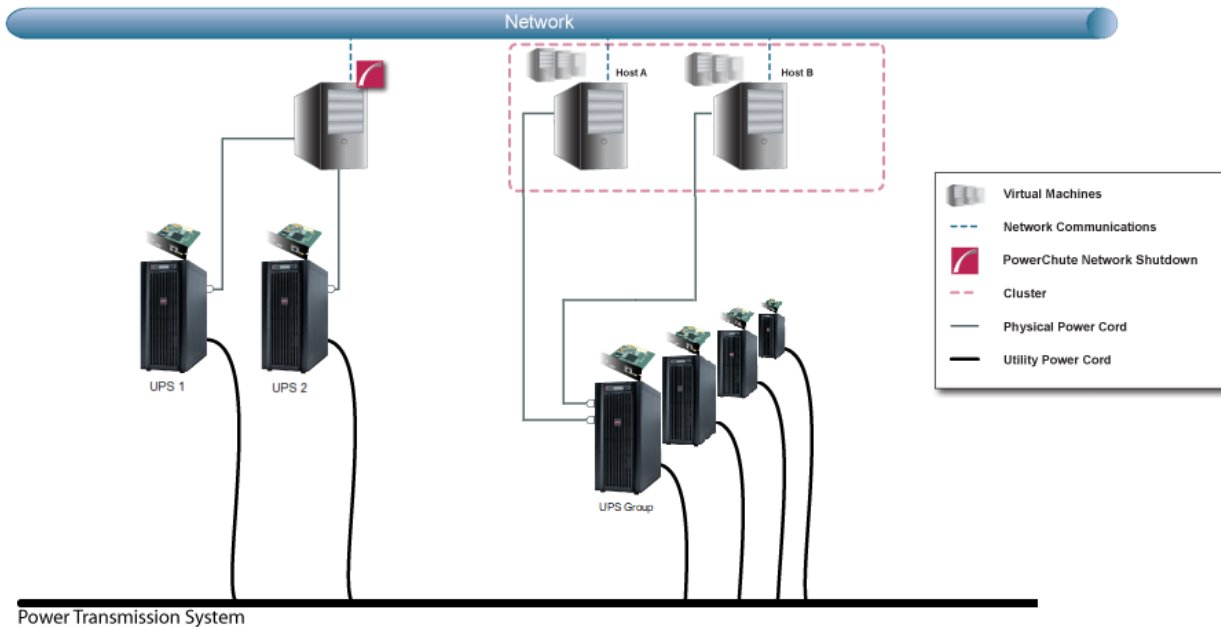 Network
Host A
Host B
Virtual Machines
Network Communications
PowerChute Network Shutdown
Cluster
Physical Power Cord
Utility Power Cord
UPS 1
UPS 2
UPS Group
Power Transmission System